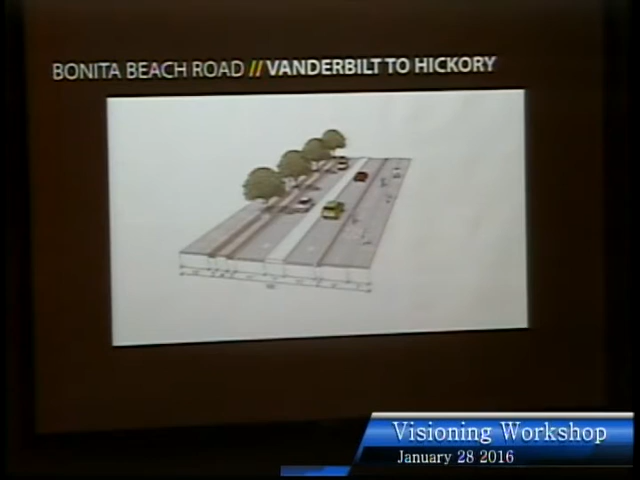 BONITA BEACH ROAD // VANDERBILT TO HICKORY
Visioning Workshop
January 28 2016